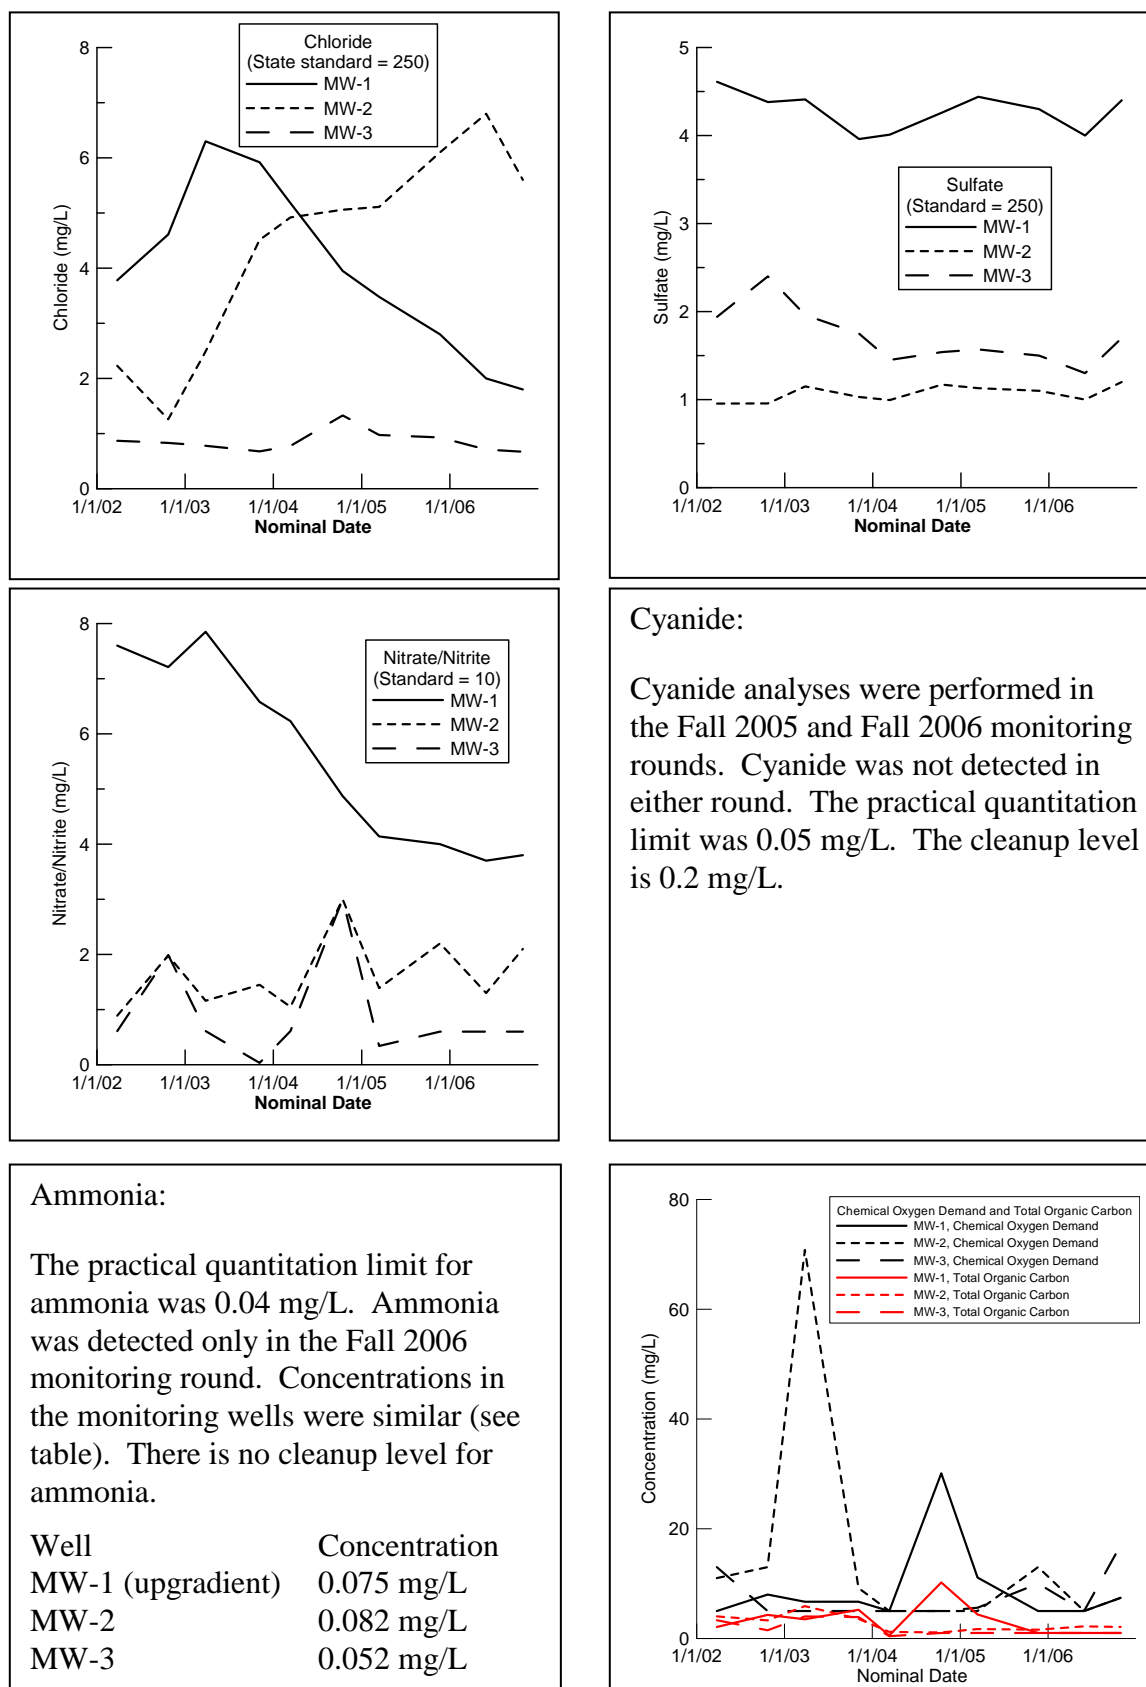 Chloride
(State standard = 250)
MW-1
MW-2
MW-3
8
6
4
2
0
Chloride (mg/L)
1/1/02 1/1/03 1/1/04 1/1/05 1/1/06
Nominal Date
Sulfate
(Standard = 250)
MW-1
MW-2
MW-3
5
4
3
2
1
0
Sulfate (mg/L)
1/1/02 1/1/03 1/1/04 1/1/05 1/1/06
Nominal Date
Nitrate/Nitrite
(Standard = 10)
MW-1
MW-2
MW-3
8
6
4
2
0
Nitrate/Nitrite (mg/L)
1/1/02 1/1/03 1/1/04 1/1/05 1/1/06
Nominal Date
Cyanide:
Cyanide analyses were performed in
the Fall 2005 and Fall 2006 monitoring
rounds. Cyanide was not detected in
either round. The practical quantitation
limit was 0.05 mg/L. The cleanup level
is 0.2 mg/L.
Ammonia:
The practical quantitation limit for
ammonia was 0.04 mg/L. Ammonia
was detected only in the Fall 2006
monitoring round. Concentrations in
the monitoring wells were similar (see
table). There is no cleanup level for
ammonia.
Well Concentration
MW-1 (upgradient) 0.075 mg/L
MW-2 0.082 mg/L
MW-3 0.052 mg/L
Chemical Oxygen Demand and Total Organic Carbon
MW-1, Chemical Oxygen Demand
MW-2, Chemical Oxygen Demand
MW-3, Chemical Oxygen Demand
MW-1, Total Organic Carbon
MW-2, Total Organic Carbon
MW-3, Total Organic Carbon
80
60
40
20
0
Concentration (mg/L)
1/1/02 1/1/03 1/1/04 1/1/05 1/1/06
Nominal Date